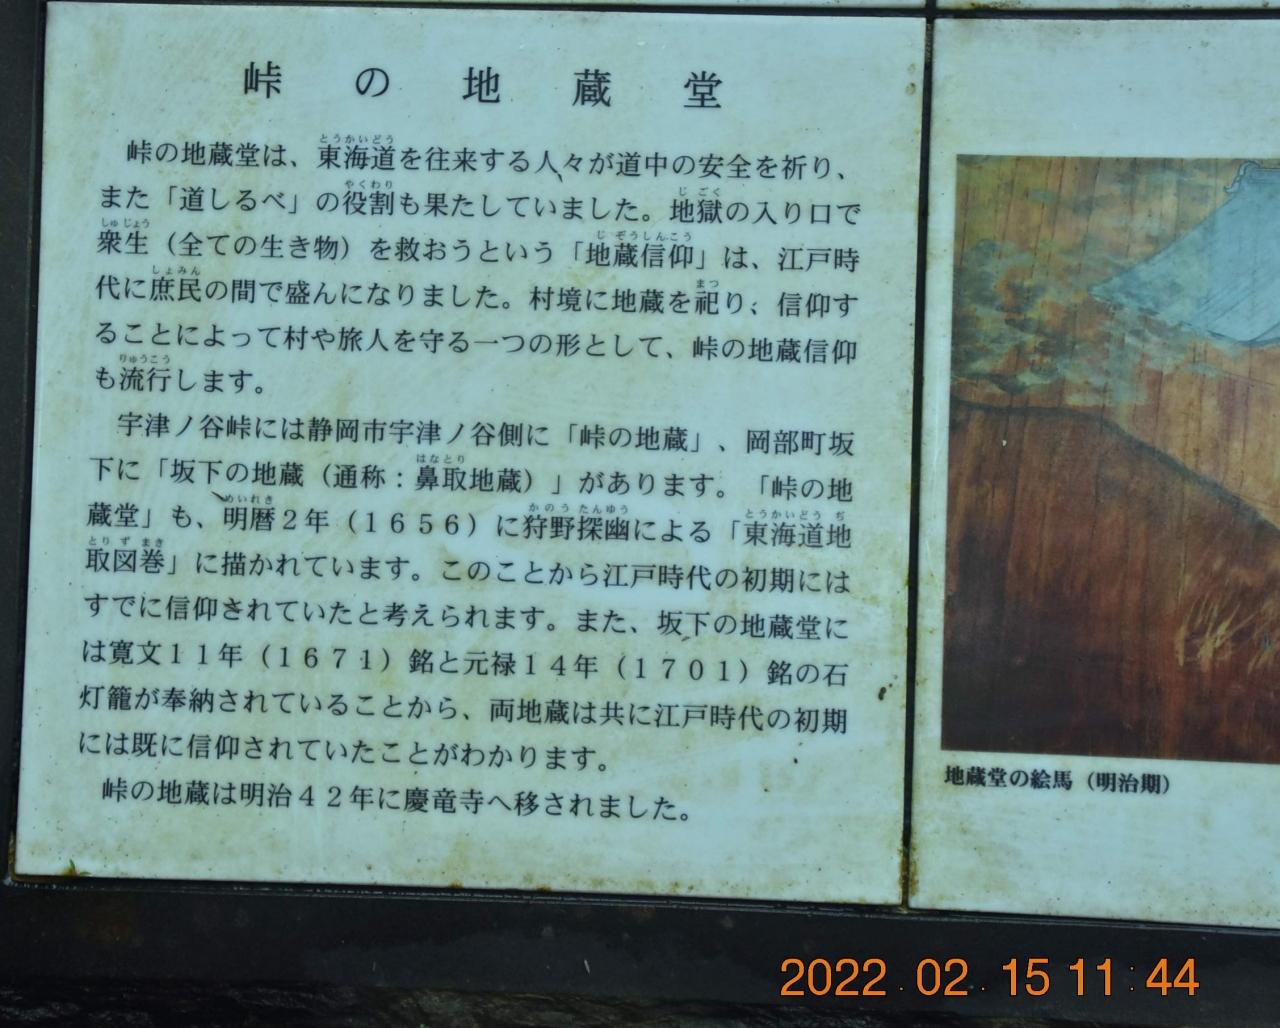 峠の地蔵堂
峠の地蔵堂は、東海道を往来する人々が道中の安全を祈り、
また「道しるべ」の役割も果たしていました。地獄の入り口で
衆生（全ての生き物）を救おうという「地蔵信仰」は、江戸時
代に庶民の間で盛んになりました。村境に地蔵を祀り、信仰す
ることによって村や旅人を守る一つの形として、峠の地蔵信仰
も流行します。
宇津ノ谷峠には静岡市宇津ノ谷側に「峠の地蔵」、岡部町坂
下に「坂下の地蔵（通称：鼻取地蔵）」があります。「峠の地
蔵堂」も、明暦２年（１６５６）に狩野探幽による「東海道地
取図巻」に描かれています。このことから江戸時代の初期には
すでに信仰されていたと考えられます。また、坂下の地蔵堂に
は寛文１１年（１６７１）銘と元禄１４年（１７０１）銘の石
灯籠が奉納されていることから、両地蔵は共に江戸時代の初期
には既に信仰されていたことがわかります。
峠の地蔵は明治４２年に慶竜寺へ移されました。
地蔵堂の絵馬（明治期）
2022.02.15 11:44